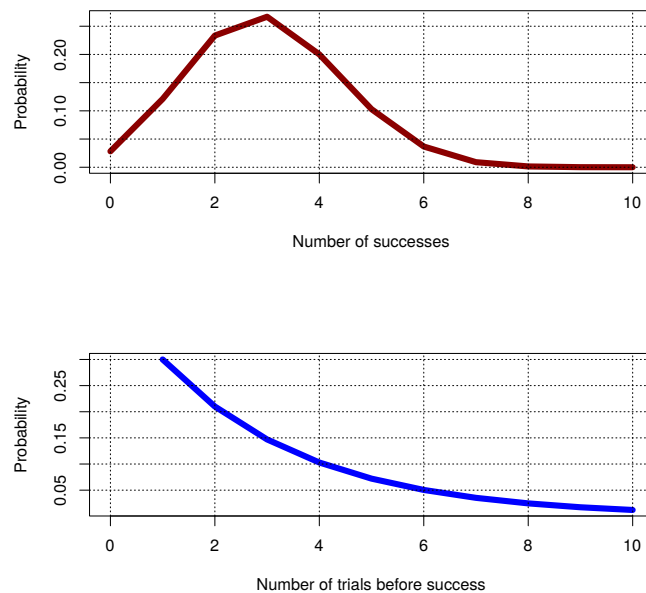 Probability
0.00 0.10 0.20
0 2 4 6 8 10
Number of successes
Probability
0.05 0.15 0.25
0 2 4 6 8 10
Number of trials before success